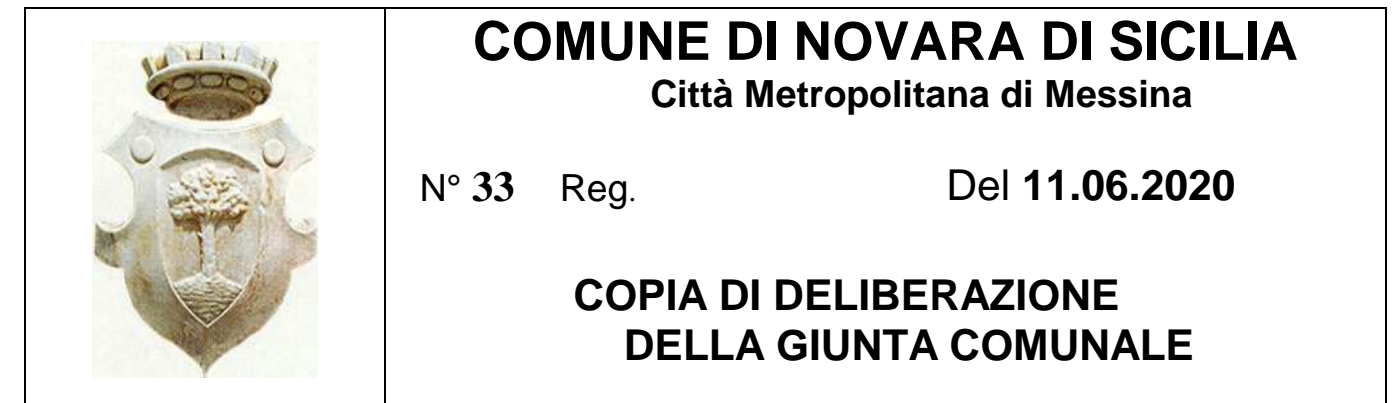 COMUNE DI NOVARA DI SICILIA
Città Metropolitana di Messina
N° 33 Reg. Del 11.06.2020
COPIA DI DELIBERAZIONE
DELLA GIUNTA COMUNALE